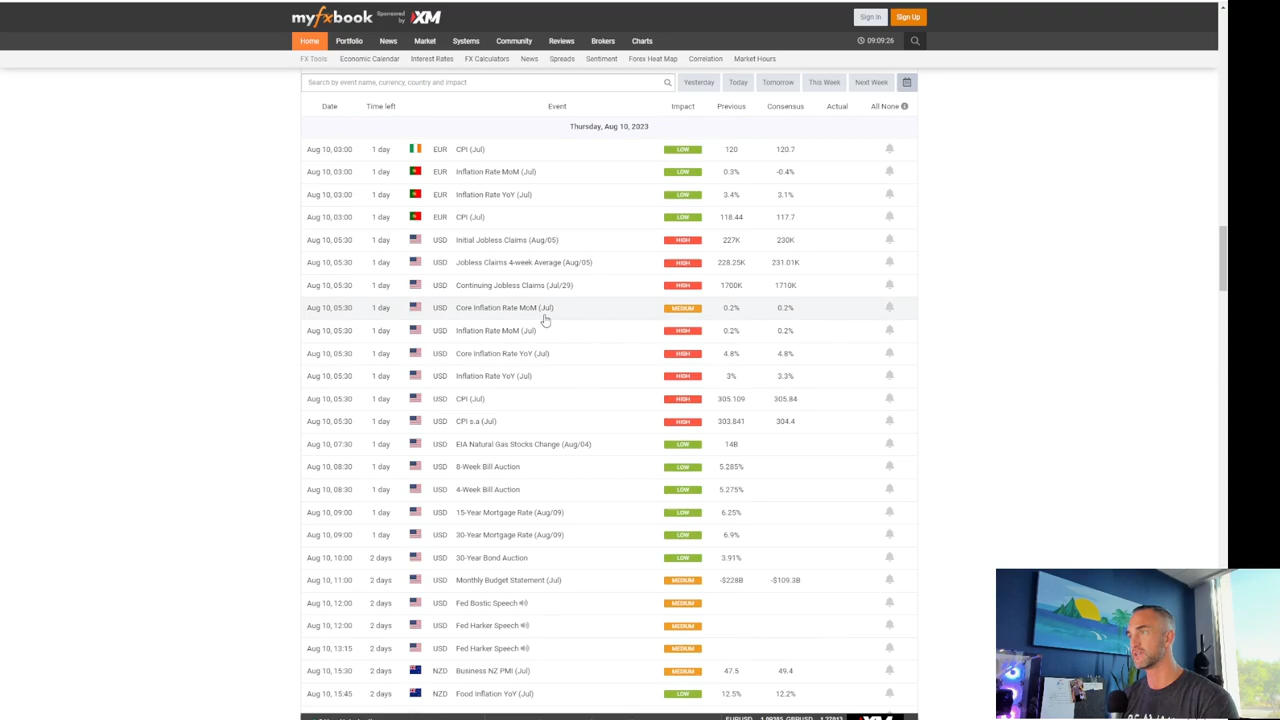 myfxbook Sponsored by XM Sign In Sign Up
Home Portfolio News Market Systems Community Reviews Brokers Charts 09:09:26
FX Tools Economic Calendar Interest Rates FX Calculators News Spreads Sentiment Forex Heat Map Correlation Market Hours
Search by event name, currency, country and impact Yesterday Today Tomorrow This Week Next Week
Date Time left Event Impact Previous Consensus Actual All None
Thursday, Aug 10, 2023
Aug 10, 03:00 1 day EUR CPI (Jul) LOW 120 120.7
Aug 10, 03:00 1 day EUR Inflation Rate MoM (Jul) LOW 0.3% -0.4%
Aug 10, 03:00 1 day EUR Inflation Rate YoY (Jul) LOW 3.4% 3.1%
Aug 10, 03:00 1 day EUR CPI (Jul) LOW 118.44 117.7
Aug 10, 05:30 1 day USD Initial Jobless Claims (Aug/05) HIGH 227K 230K
Aug 10, 05:30 1 day USD Jobless Claims 4-week Average (Aug/05) HIGH 228.25K 231.01K
Aug 10, 05:30 1 day USD Continuing Jobless Claims (Jul/29) HIGH 1700K 1710K
Aug 10, 05:30 1 day USD Core Inflation Rate MoM (Jul) MEDIUM 0.2% 0.2%
Aug 10, 05:30 1 day USD Inflation Rate MoM (Jul) HIGH 0.2% 0.2%
Aug 10, 05:30 1 day USD Core Inflation Rate YoY (Jul) HIGH 4.8% 4.8%
Aug 10, 05:30 1 day USD Inflation Rate YoY (Jul) HIGH 3% 3.3%
Aug 10, 05:30 1 day USD CPI (Jul) HIGH 305.109 305.84
Aug 10, 05:30 1 day USD CPI s.a (Jul) HIGH 303.841 304.4
Aug 10, 07:30 1 day USD EIA Natural Gas Stocks Change (Aug/04) LOW 14B
Aug 10, 08:30 1 day USD 8-Week Bill Auction LOW 5.285%
Aug 10, 08:30 1 day USD 4-Week Bill Auction LOW 5.275%
Aug 10, 09:00 1 day USD 15-Year Mortgage Rate (Aug/09) LOW 6.25%
Aug 10, 09:00 1 day USD 30-Year Mortgage Rate (Aug/09) LOW 6.9%
Aug 10, 10:00 2 days USD 30-Year Bond Auction LOW 3.91%
Aug 10, 11:00 2 days USD Monthly Budget Statement (Jul) MEDIUM -$228B -$109.3B
Aug 10, 12:00 2 days USD Fed Bostic Speech MEDIUM
Aug 10, 12:00 2 days USD Fed Harker Speech MEDIUM
Aug 10, 13:15 2 days USD Fed Harker Speech MEDIUM
Aug 10, 15:30 2 days NZD Business NZ PMI (Jul) MEDIUM 47.5 49.4
Aug 10, 15:45 2 days NZD Food Inflation YoY (Jul) LOW 12.5% 12.2%